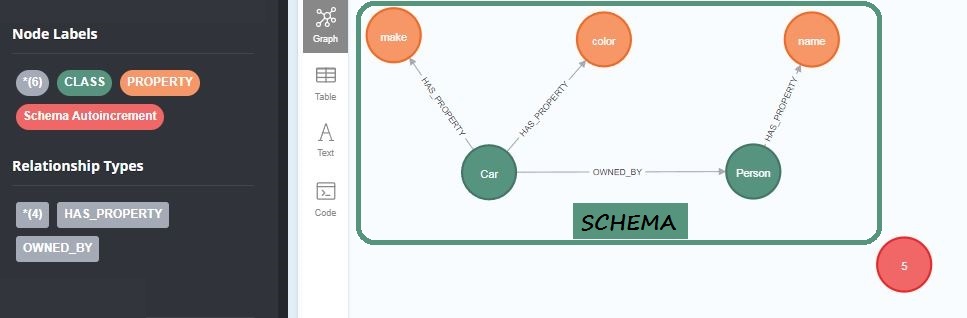 Node Labels
*(6) CLASS PROPERTY
Schema Autoincrement
Relationship Types
*(4) HAS_PROPERTY
OWNED_BY
Graph
Table
Text
Code
make
color
name
HAS_PROPERTY
HAS_PROPERTY
HAS_PROPERTY
Car
OWNED_BY
Person
SCHEMA
5